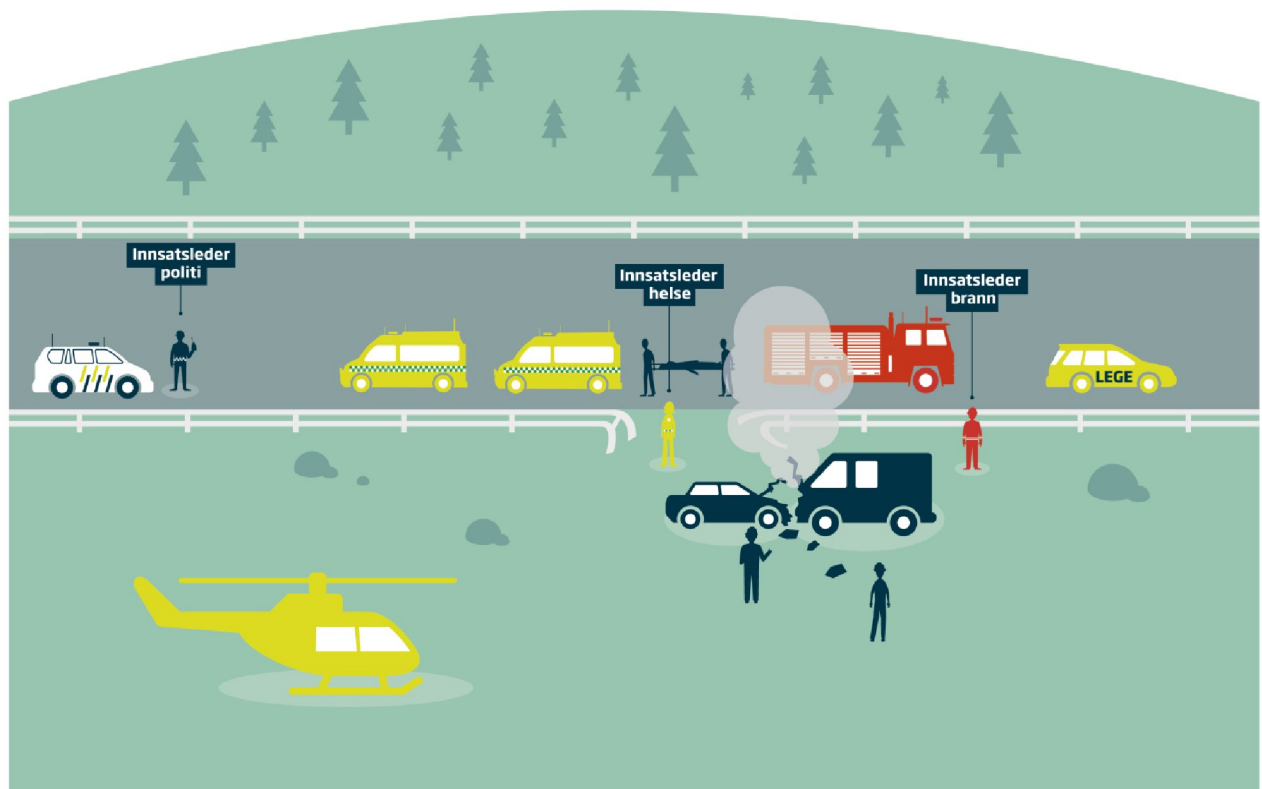 Innsatsleder
politi
Innsatsleder
helse
Innsatsleder
brann
LEGE